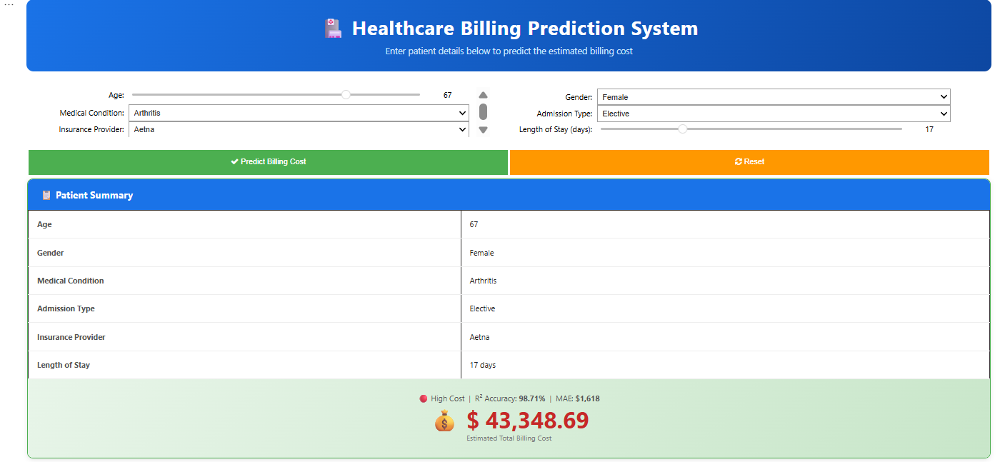 Healthcare Billing Prediction System
Enter patient details below to predict the estimated billing cost
Age: 67
Gender: Female
Medical Condition: Arthritis
Admission Type: Elective
Insurance Provider: Aetna
Length of Stay (days): 17
Predict Billing Cost
Reset
Patient Summary
Age 67
Gender Female
Medical Condition Arthritis
Admission Type Elective
Insurance Provider Aetna
Length of Stay 17 days
High Cost | R² Accuracy: 98.71% | MAE: $1,618
$ 43,348.69
Estimated Total Billing Cost